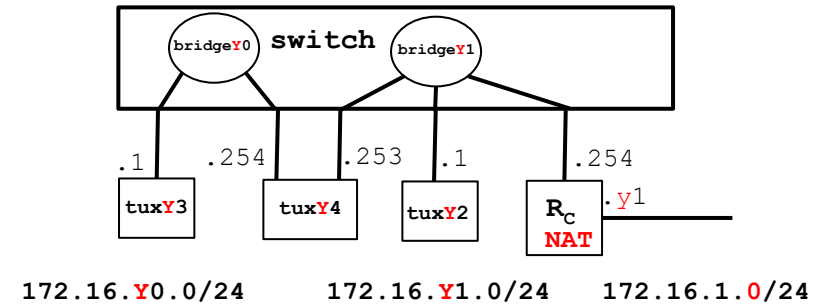 bridgeY0 switch bridgeY1
.1 .254 .253 .1 .254
tuxY3 tuxY4 tuxY2 RC .y1
NAT
172.16.Y0.0/24 172.16.Y1.0/24 172.16.1.0/24